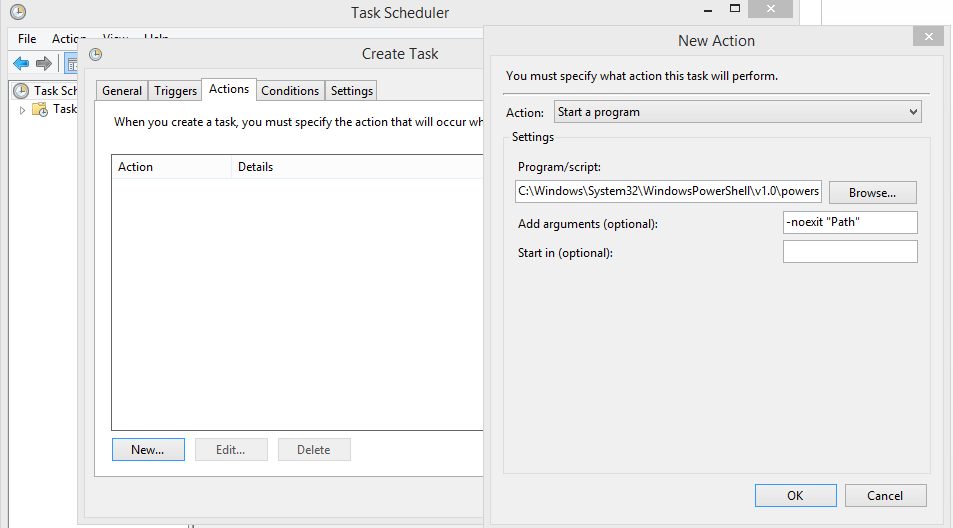 Task Scheduler
File Action View Help
Task Sch
Task
Create Task
General Triggers Actions Conditions Settings
When you create a task, you must specify the action that will occur wh
Action Details
New... Edit... Delete
New Action
You must specify what action this task will perform.
Action: Start a program
Settings
Program/script:
C:\Windows\System32\WindowsPowerShell\v1.0\powers
Browse...
Add arguments (optional): -noexit "Path"
Start in (optional):
OK Cancel